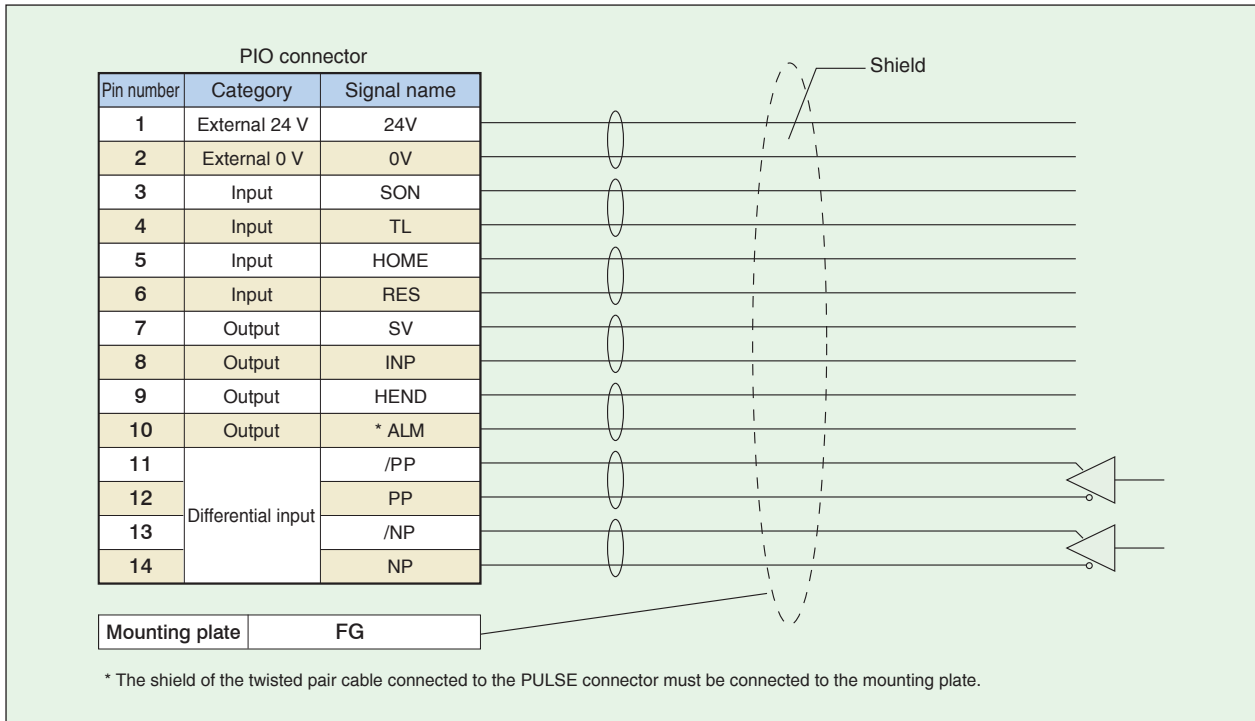 PIO connector
Shield
Pin number Category Signal name
1 External 24 V 24V
2 External 0 V 0V
3 Input SON
4 Input TL
5 Input HOME
6 Input RES
7 Output SV
8 Output INP
9 Output HEND
10 Output * ALM
11 /PP
12 PP
Differential input
13 /NP
14 NP
Mounting plate FG
* The shield of the twisted pair cable connected to the PULSE connector must be connected to the mounting plate.